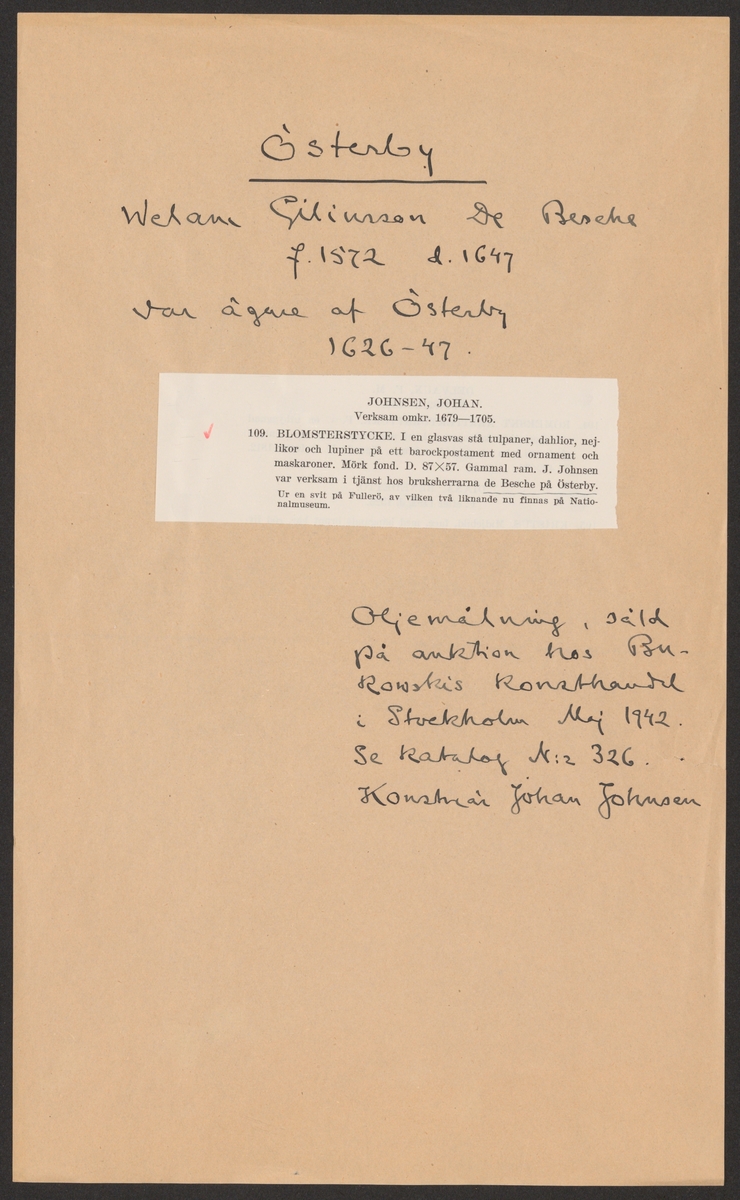 Österby
Welam Giliusson De Besche
f. 1572 d. 1647
var ägare af Österby
1626-47.
JOHNSEN, JOHAN.
Verksam omkr. 1679—1705.
109. BLOMSTERSTYCKE. I en glasvas stå tulpaner, dahlior, nej-
likor och lupiner på ett barockpostament med ornament och
maskaroner. Mörk fond. D. 87×57. Gammal ram. J. Johnsen
var verksam i tjänst hos bruksherrarna de Besche på Österby.
Ur en svit på Fullerö, av vilken två liknande nu finnas på Natio-
nalmuseum.
Oljemålning, såld
på auktion hos Bu-
kowskis konsthandel
i Stockholm Maj 1942.
Se katalog N:r 326.
Konstnär Johan Johnsen